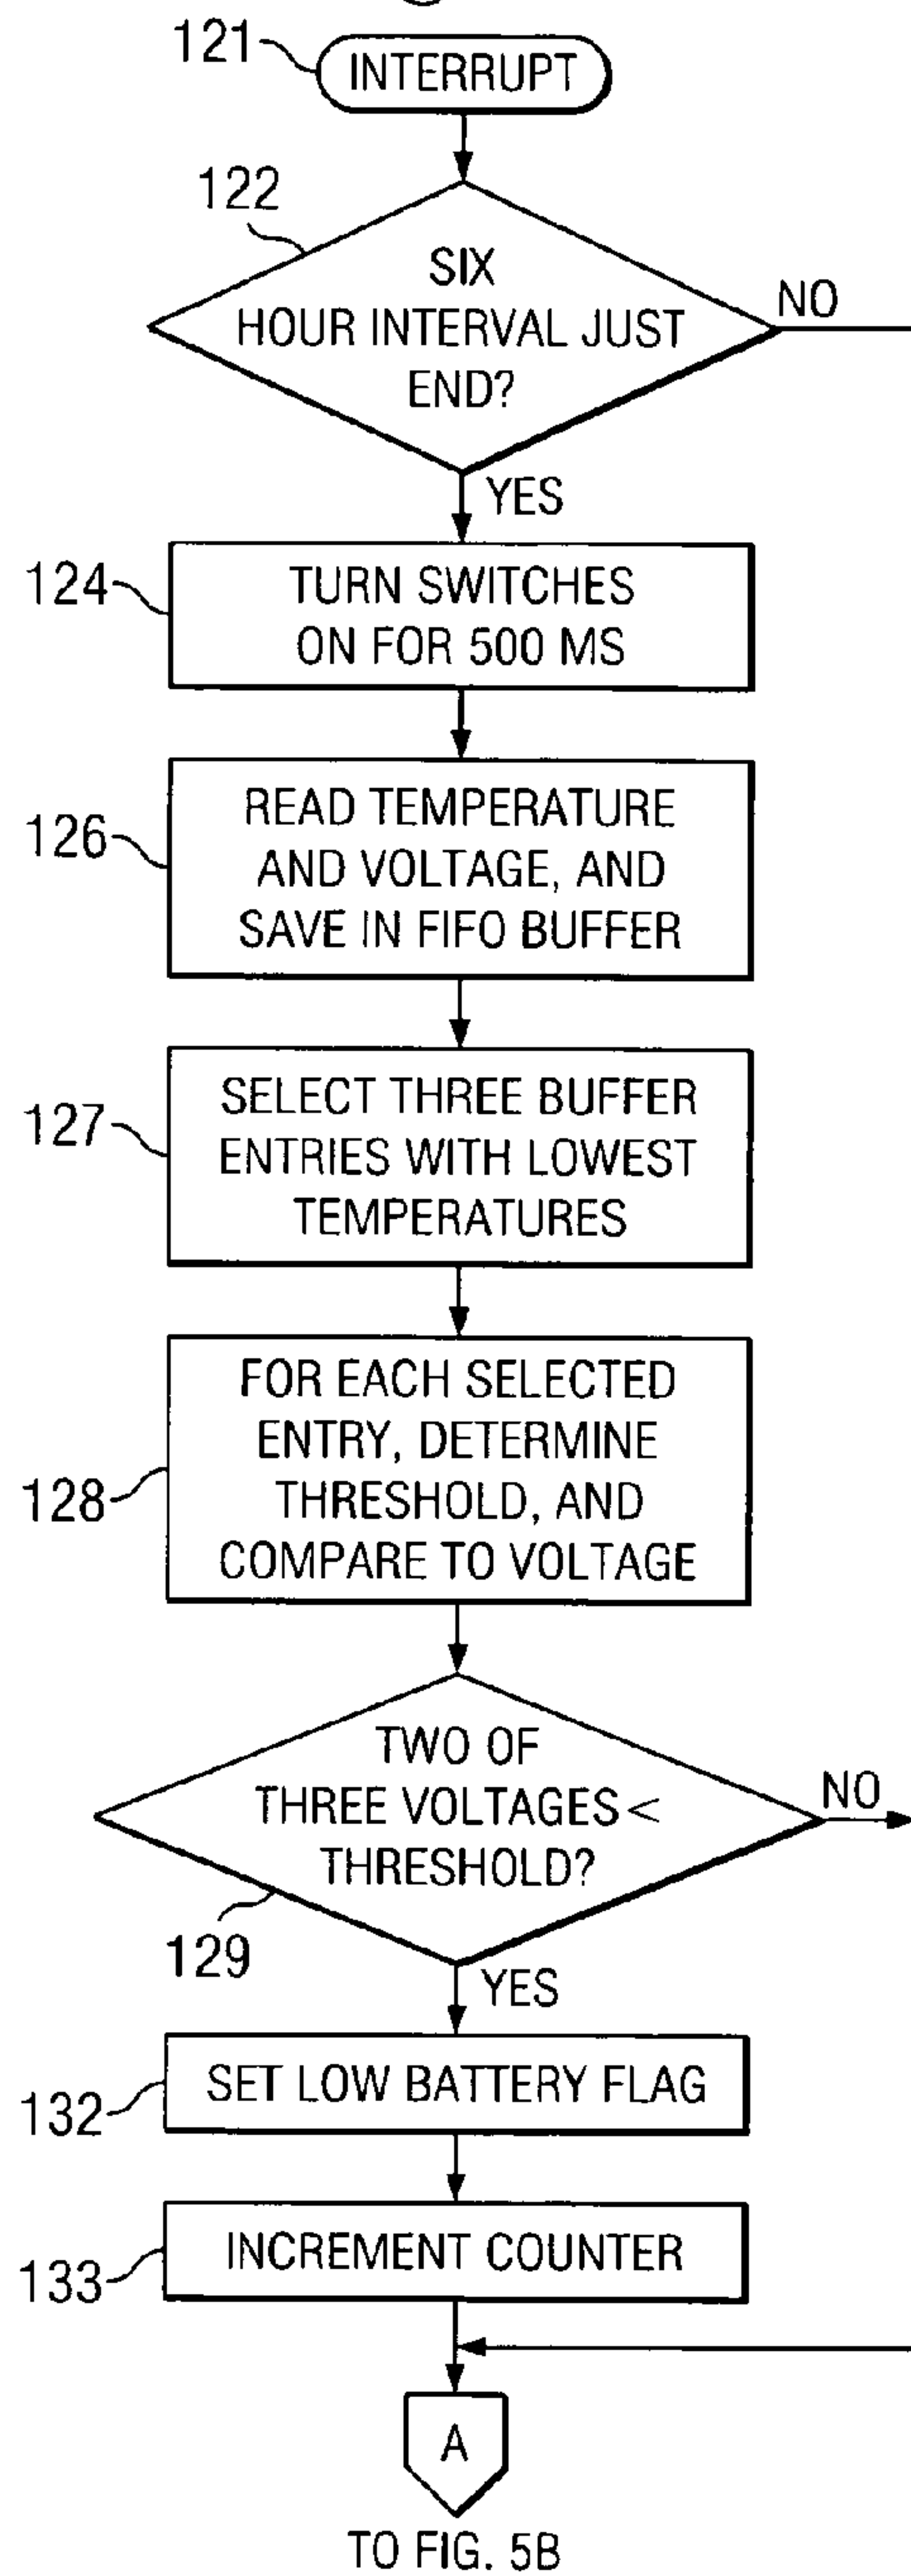 121
INTERRUPT
122
SIX
HOUR INTERVAL JUST
END?
NO
YES
124
TURN SWITCHES
ON FOR 500 MS
126
READ TEMPERATURE
AND VOLTAGE, AND
SAVE IN FIFO BUFFER
127
SELECT THREE BUFFER
ENTRIES WITH LOWEST
TEMPERATURES
128
FOR EACH SELECTED
ENTRY, DETERMINE
THRESHOLD, AND
COMPARE TO VOLTAGE
TWO OF
THREE VOLTAGES <
THRESHOLD?
NO
129
YES
132
SET LOW BATTERY FLAG
133
INCREMENT COUNTER
A
TO FIG. 5B